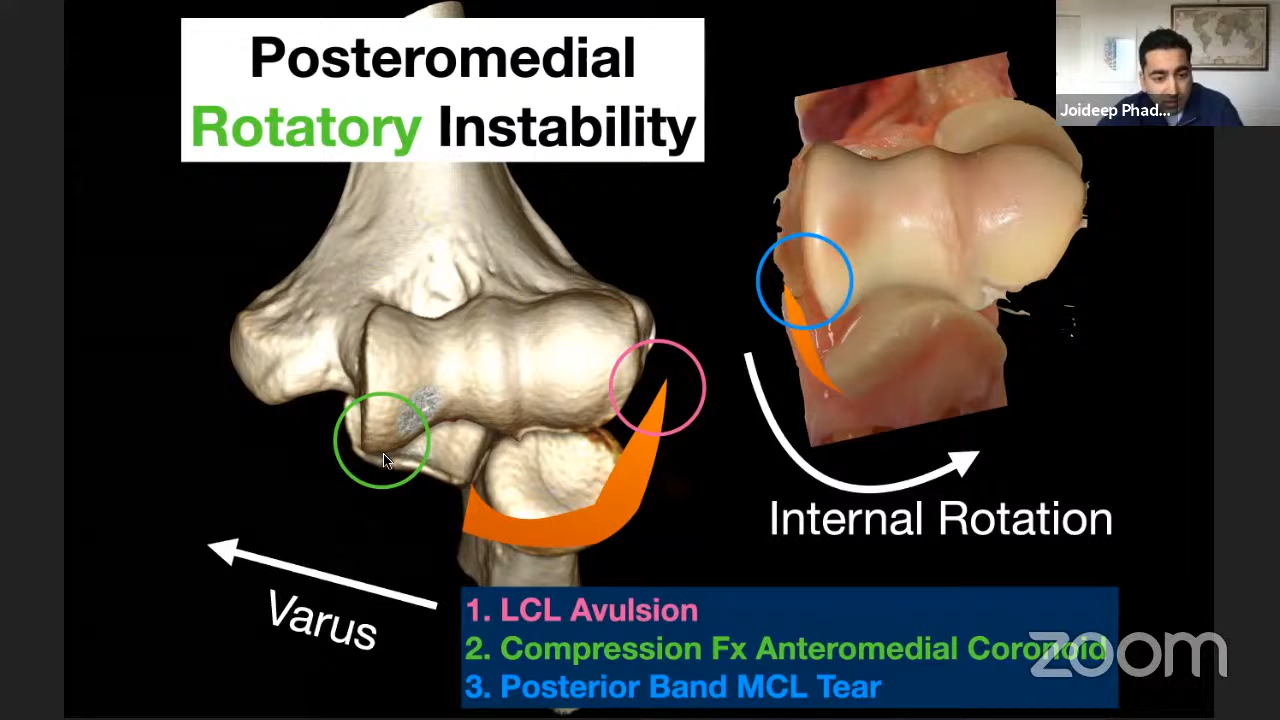 Posteromedial
Rotatory Instability
Joideep Phad...
Internal Rotation
Varus
1. LCL Avulsion
2. Compression Fx Anteromedial Coronoid
3. Posterior Band MCL Tear
zoom